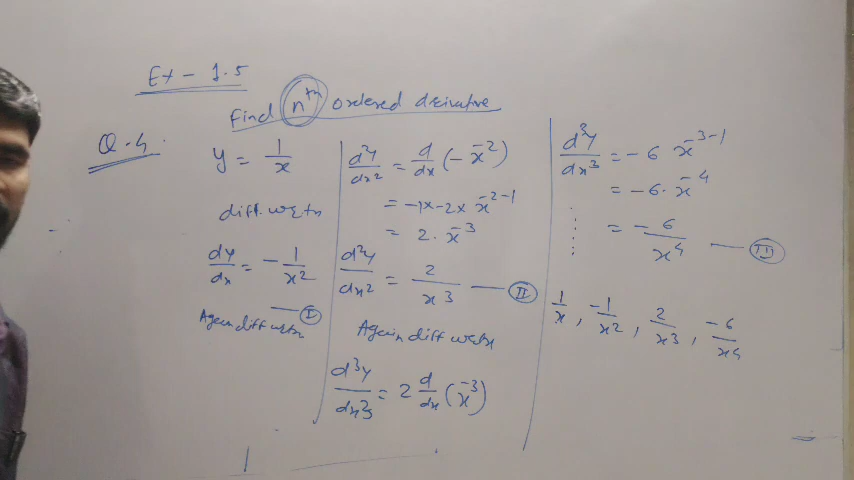 Ex - 1.5
Find nth ordered derivative
Q.4.
y = 1/x
diff. w.r.t. x
dy/dx = - 1/x²
— I
Again diff w.r.t x
d²y/dx² = d/dx (- x⁻²)
= -1 x -2 x x⁻²⁻¹
= 2 . x⁻³
d²y/dx² = 2/x³ — II
Again diff w.r.t x
d³y/dx³ = 2 d/dx (x⁻³)
d³y/dx³ = - 6 x⁻³⁻¹
= - 6 . x⁻⁴
= - 6/x⁴ — III
1/x , -1/x² , 2/x³ , -6/x⁴